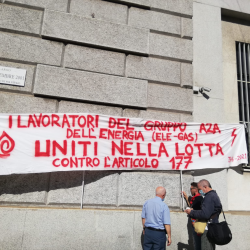 I LAVORATORI DEL GRUPPO A2A
DELL'ENERGIA (ELE-GAS)
UNITI NELLA LOTTA
CONTRO L'ARTICOLO 177